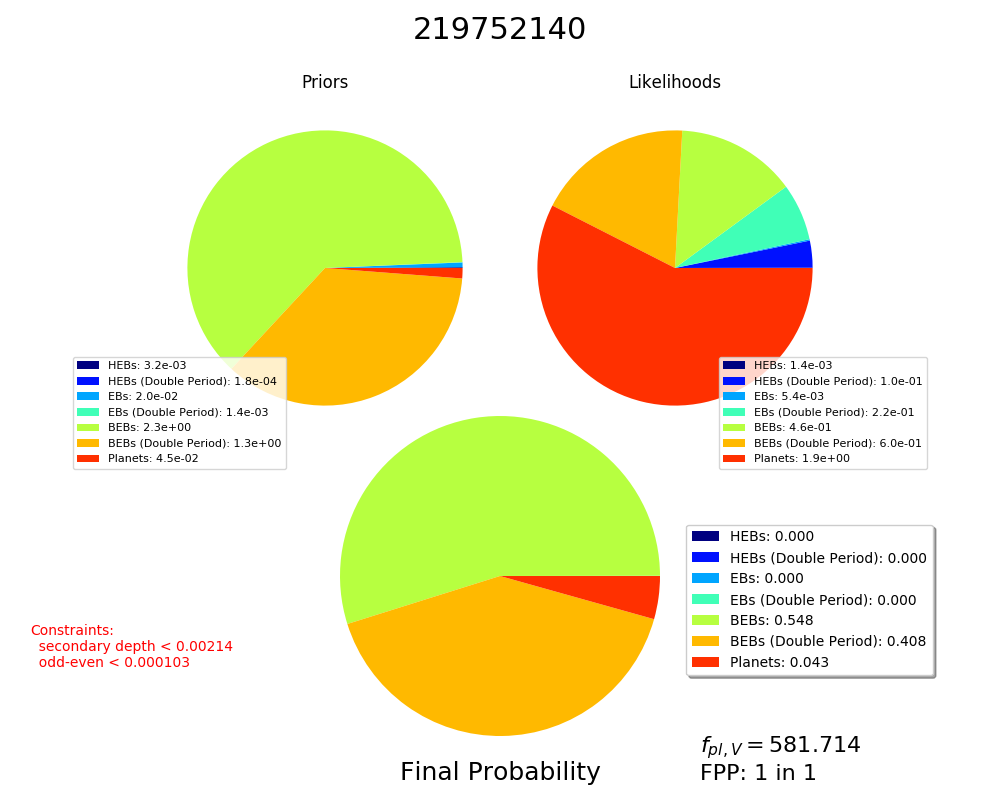 219752140
Priors
Likelihoods
HEBs: 3.2e-03
HEBs (Double Period): 1.8e-04
EBs: 2.0e-02
EBs (Double Period): 1.4e-03
BEBs: 2.3e+00
BEBs (Double Period): 1.3e+00
Planets: 4.5e-02
HEBs: 1.4e-03
HEBs (Double Period): 1.0e-01
EBs: 5.4e-03
EBs (Double Period): 2.2e-01
BEBs: 4.6e-01
BEBs (Double Period): 6.0e-01
Planets: 1.9e+00
HEBs: 0.000
HEBs (Double Period): 0.000
EBs: 0.000
EBs (Double Period): 0.000
BEBs: 0.548
BEBs (Double Period): 0.408
Planets: 0.043
Constraints:
secondary depth < 0.00214
odd-even < 0.000103
f_{pl,V} = 581.714
FPP: 1 in 1
Final Probability